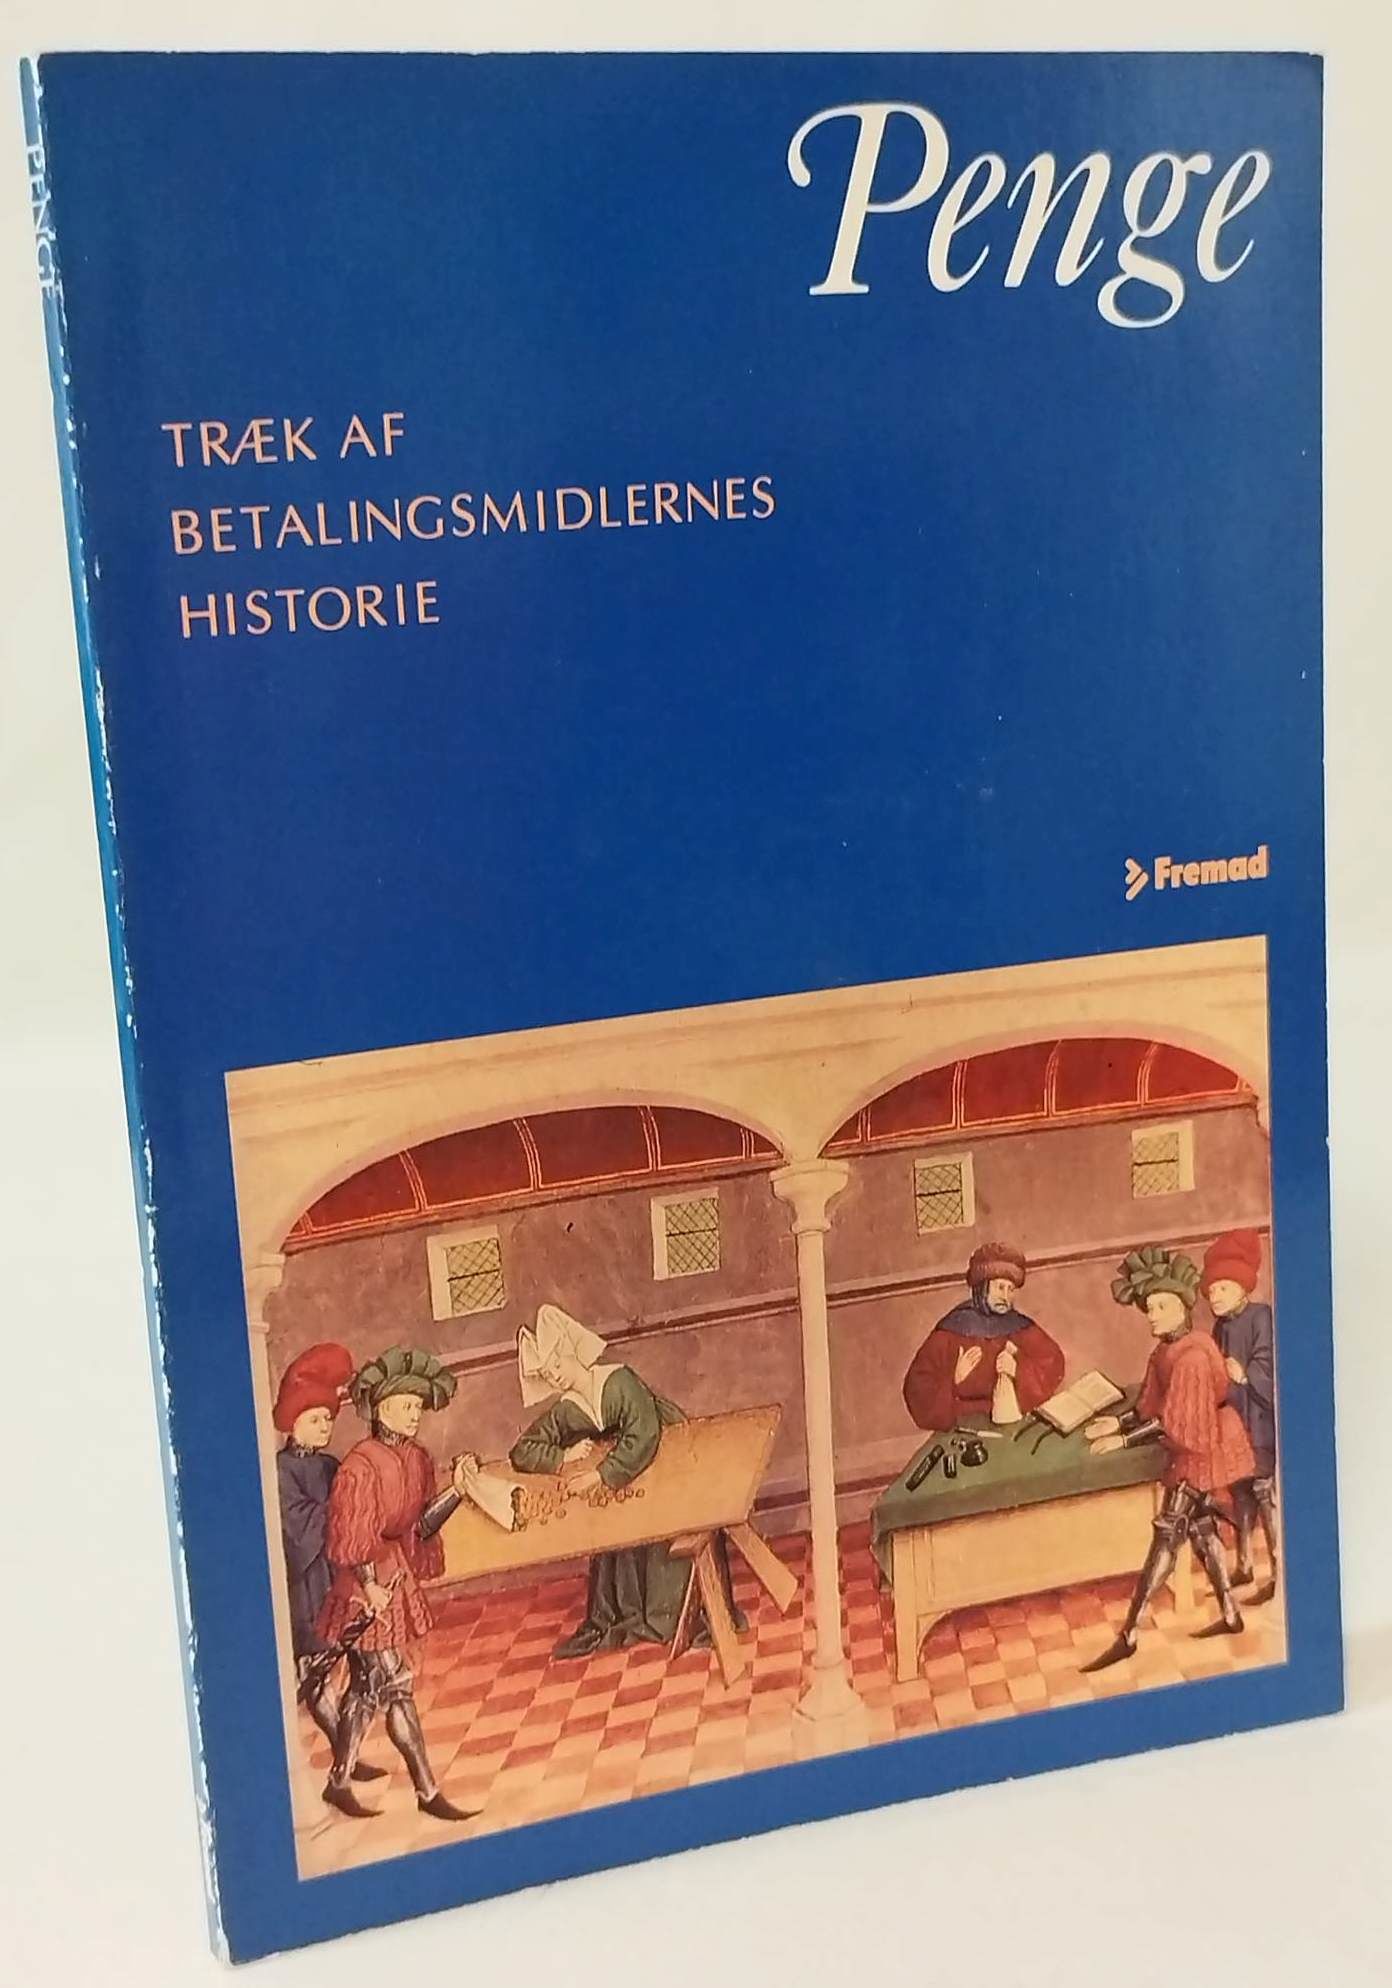 Penge
TRÆK AF
BETALINGSMIDLERNES
HISTORIE
Fremad
PENGE